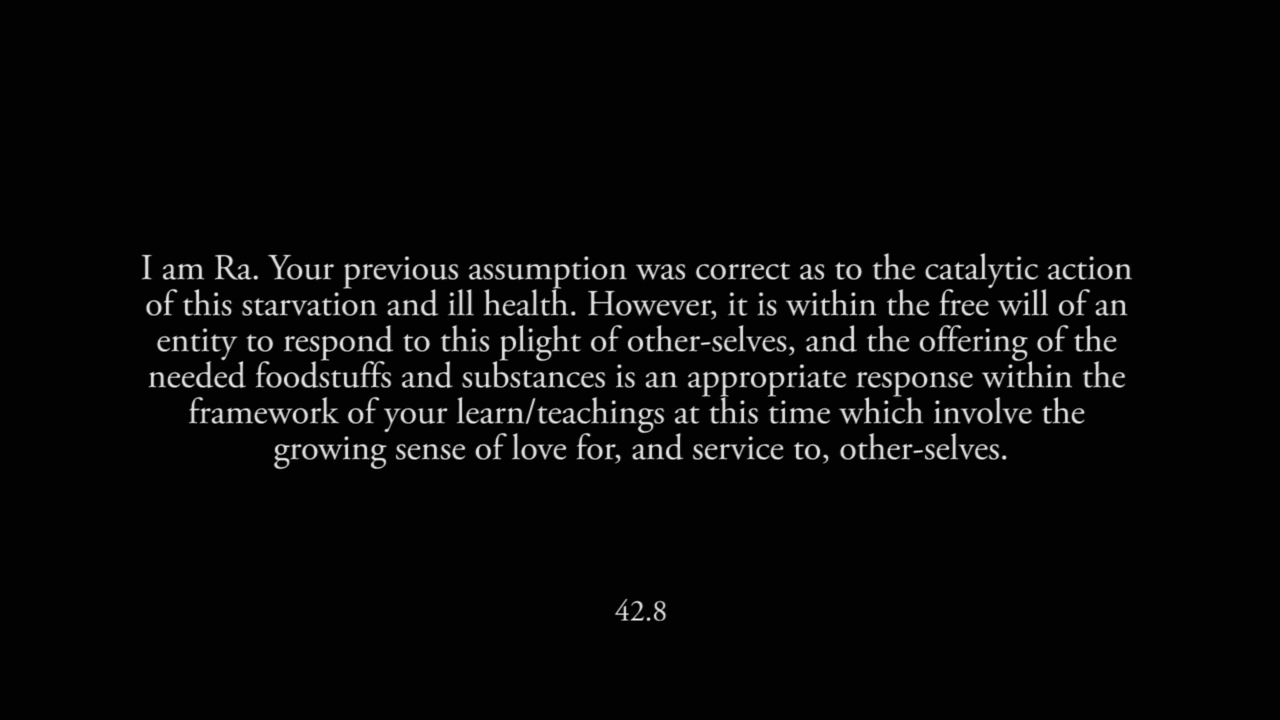 I am Ra. Your previous assumption was correct as to the catalytic action
of this starvation and ill health. However, it is within the free will of an
entity to respond to this plight of other-selves, and the offering of the
needed foodstuffs and substances is an appropriate response within the
framework of your learn/teachings at this time which involve the
growing sense of love for, and service to, other-selves.
42.8